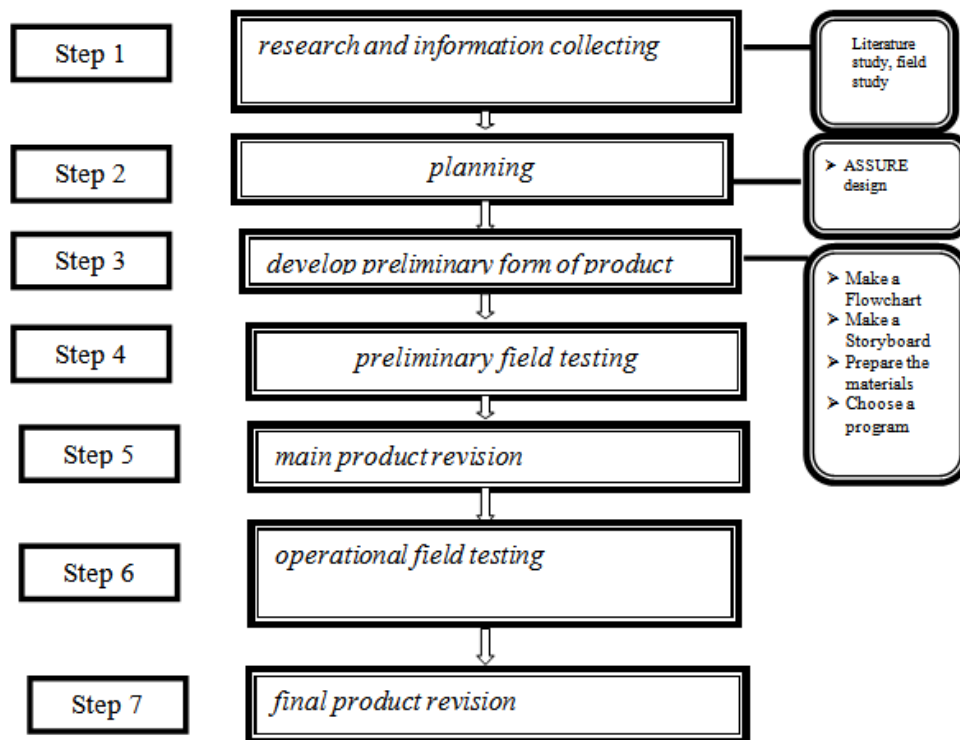 Step 1
research and information collecting
Literature
study, field
study
Step 2
planning
➤ ASSURE
design
Step 3
develop preliminary form of product
➤ Make a
Flowchart
➤ Make a
Storyboard
➤ Prepare the
materials
➤ Choose a
program
Step 4
preliminary field testing
Step 5
main product revision
Step 6
operational field testing
Step 7
final product revision